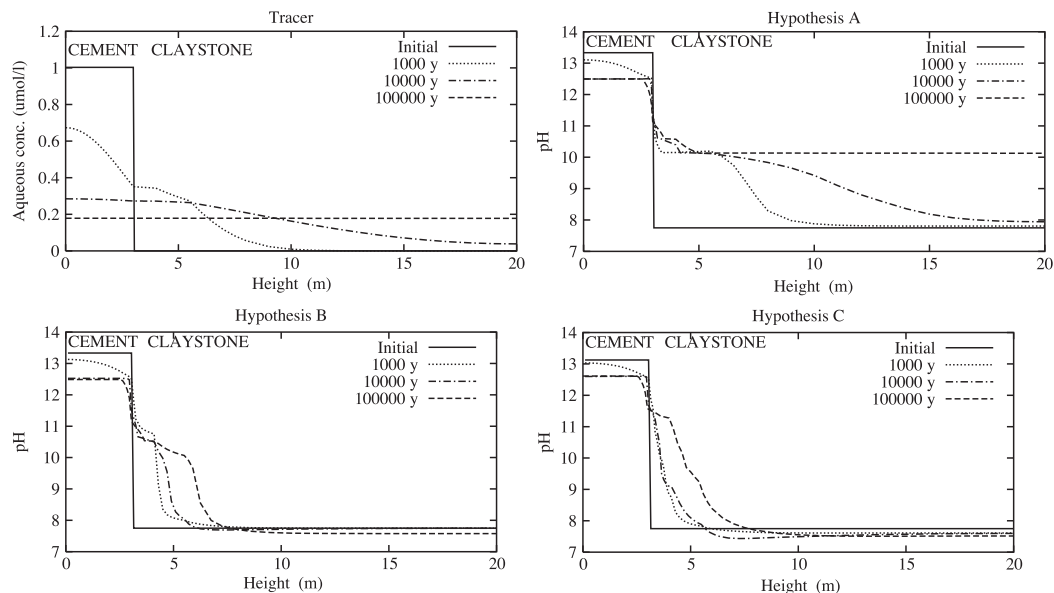 Tracer
Aqueous conc. (umol/l)
1.2
1
0.8
0.6
0.4
0.2
0
CEMENT CLAYSTONE
Initial
1000 y
10000 y
100000 y
0 5 10 15 20
Height (m)
Hypothesis A
pH
14
13
12
11
10
9
8
7
CEMENT CLAYSTONE
Initial
1000 y
10000 y
100000 y
0 5 10 15 20
Height (m)
Hypothesis B
pH
14
13
12
11
10
9
8
7
CEMENT CLAYSTONE
Initial
1000 y
10000 y
100000 y
0 5 10 15 20
Height (m)
Hypothesis C
pH
14
13
12
11
10
9
8
7
CEMENT CLAYSTONE
Initial
1000 y
10000 y
100000 y
0 5 10 15 20
Height (m)